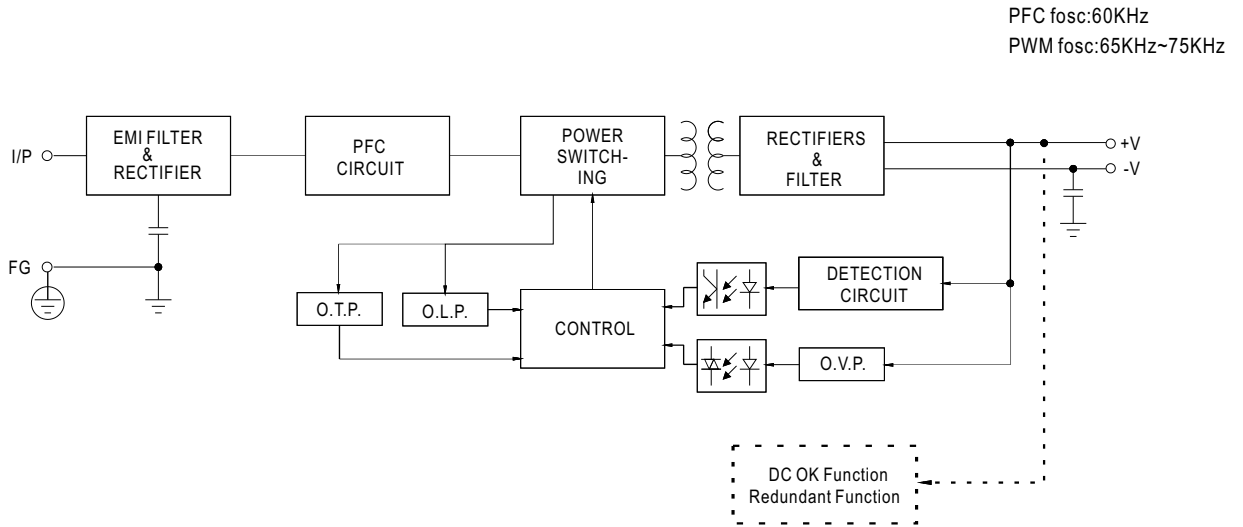 PFC fosc:60KHz
PWM fosc:65KHz~75KHz
I/P
EMI FILTER
&
RECTIFIER
PFC
CIRCUIT
POWER
SWITCH-
ING
RECTIFIERS
&
FILTER
+V
-V
FG
O.T.P.
O.L.P.
CONTROL
DETECTION
CIRCUIT
O.V.P.
DC OK Function
Redundant Function